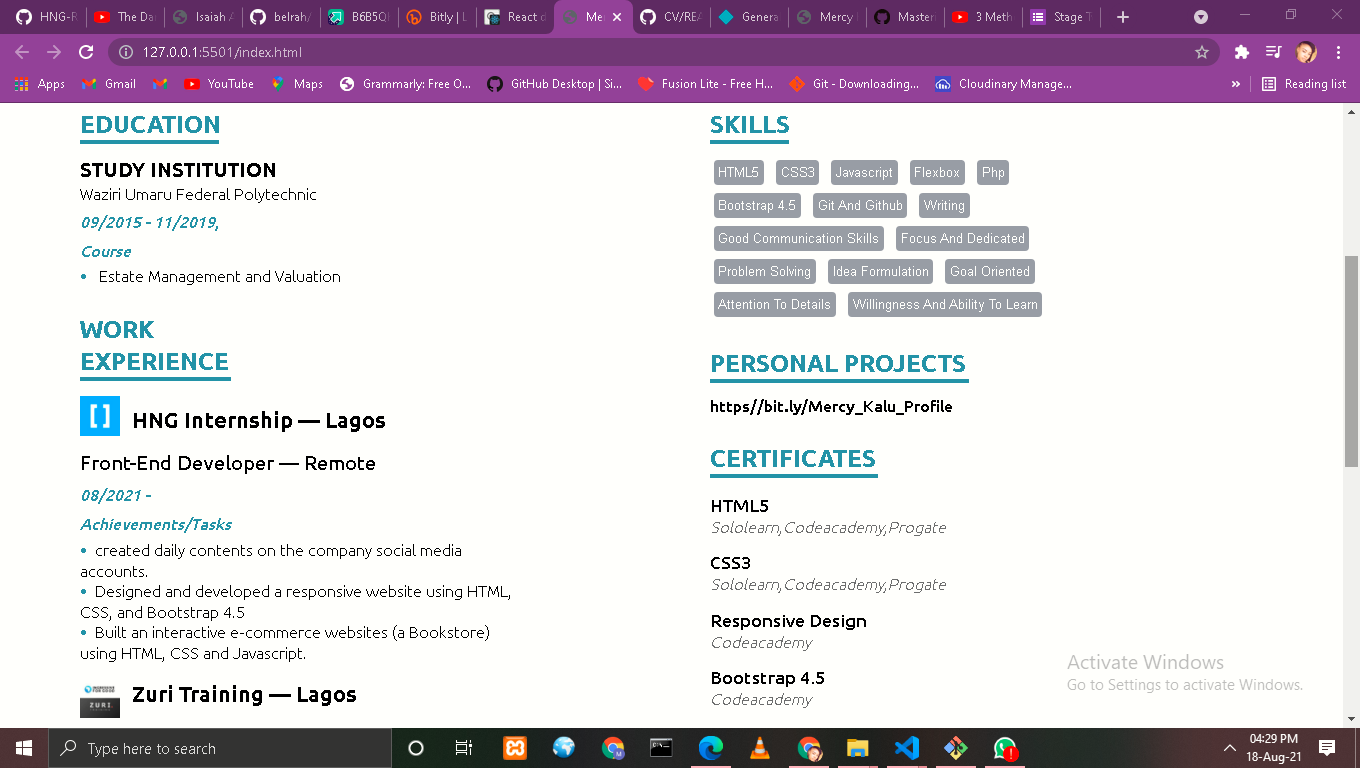 HNG-R
The Da
Isaiah A
belrah/
B6B5Q
Bitly | L
React d
Me
CV/REA
Genera
Mercy
Master
3 Meth
Stage T
127.0.0.1:5501/index.html
Apps
Gmail
YouTube
Maps
Grammarly: Free O...
GitHub Desktop | Si...
Fusion Lite - Free H...
Git - Downloading...
Cloudinary Manage...
»
Reading list
EDUCATION
STUDY INSTITUTION
Waziri Umaru Federal Polytechnic
09/2015 - 11/2019,
Course
• Estate Management and Valuation
WORK
EXPERIENCE
[ ]
HNG Internship — Lagos
Front-End Developer — Remote
08/2021 -
Achievements/Tasks
• created daily contents on the company social media
accounts.
• Designed and developed a responsive website using HTML,
CSS, and Bootstrap 4.5
• Built an interactive e-commerce websites (a Bookstore)
using HTML, CSS and Javascript.
ZURI
Zuri Training — Lagos
SKILLS
HTML5 CSS3 Javascript Flexbox Php
Bootstrap 4.5 Git And Github Writing
Good Communication Skills Focus And Dedicated
Problem Solving Idea Formulation Goal Oriented
Attention To Details Willingness And Ability To Learn
PERSONAL PROJECTS
https//bit.ly/Mercy_Kalu_Profile
CERTIFICATES
HTML5
Sololearn,Codeacademy,Progate
CSS3
Sololearn,Codeacademy,Progate
Responsive Design
Codeacademy
Bootstrap 4.5
Codeacademy
Activate Windows
Go to Settings to activate Windows.
Type here to search
04:29 PM
18-Aug-21